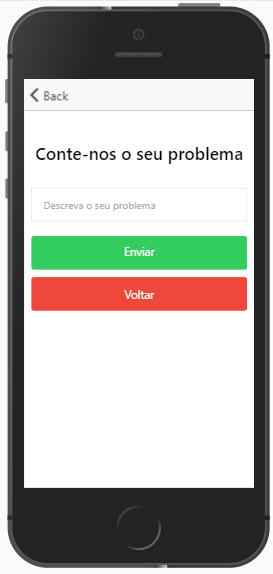 Back
Conte-nos o seu problema
Descreva o seu problema
Enviar
Voltar